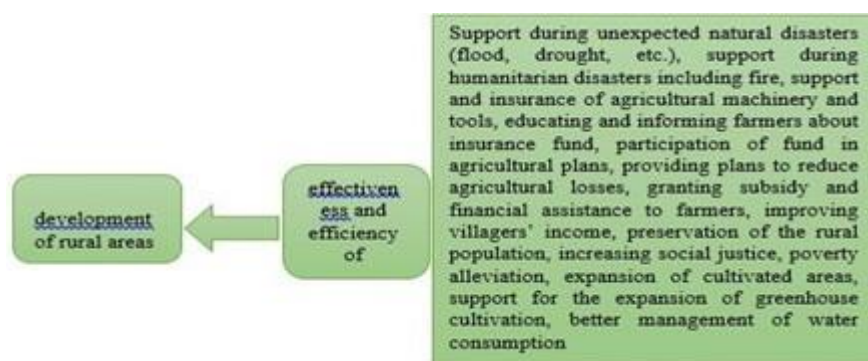 development
of rural areas
effectiven
ess and
efficiency
of
Support during unexpected natural disasters
(flood, drought, etc.), support during
humanitarian disasters including fire, support
and insurance of agricultural machinery and
tools, educating and informing farmers about
insurance fund, participation of fund in
agricultural plans, providing plans to reduce
agricultural losses, granting subsidy and
financial assistance to farmers, improving
villagers' income, preservation of the rural
population, increasing social justice, poverty
alleviation, expansion of cultivated areas,
support for the expansion of greenhouse
cultivation, better management of water
consumption